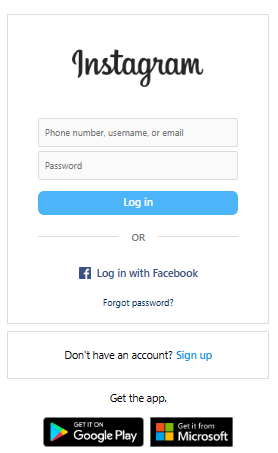 Instagram
Phone number, username, or email
Password
Log in
OR
Log in with Facebook
Forgot password?
Don't have an account? Sign up
Get the app.
GET IT ON
Google Play
Get it from
Microsoft